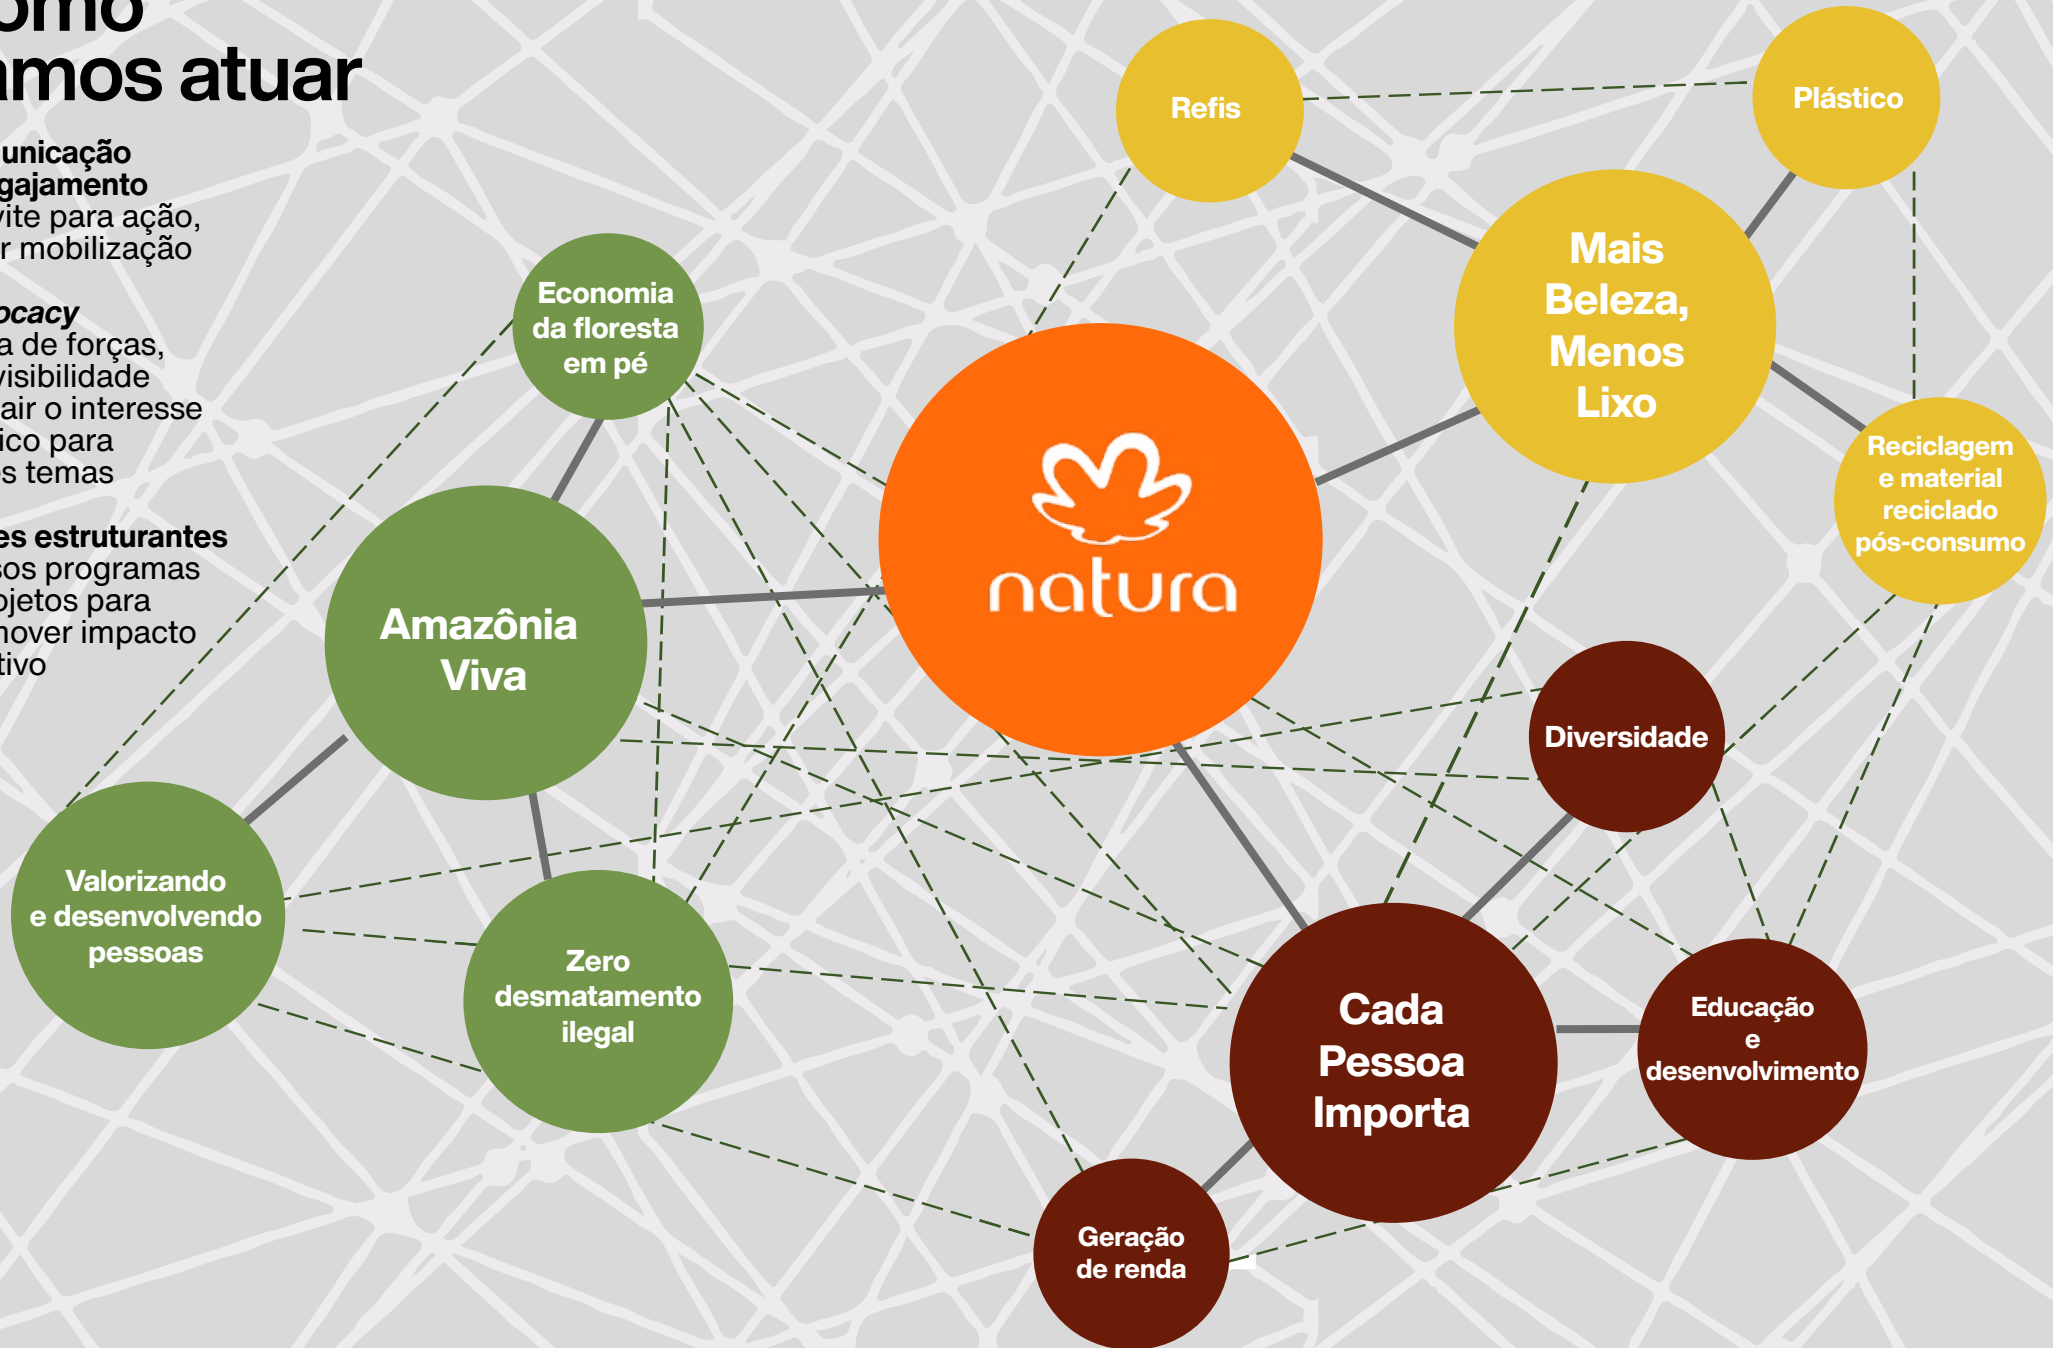 omo
amos atuar
unicação
gajamento
vite para ação,
r mobilização
ocacy
a de forças,
visibilidade
air o interesse
ico para
es temas
es estruturantes
sos programas
ojetos para
nover impacto
tivo
Refis
Plástico
Mais
Beleza,
Menos
Lixo
Reciclagem
e material
reciclado
pós-consumo
Economia
da floresta
em pé
natura
Amazônia
Viva
Valorizando
e desenvolvendo
pessoas
Zero
desmatamento
ilegal
Diversidade
Cada
Pessoa
Importa
Educação
e
desenvolvimento
Geração
de renda